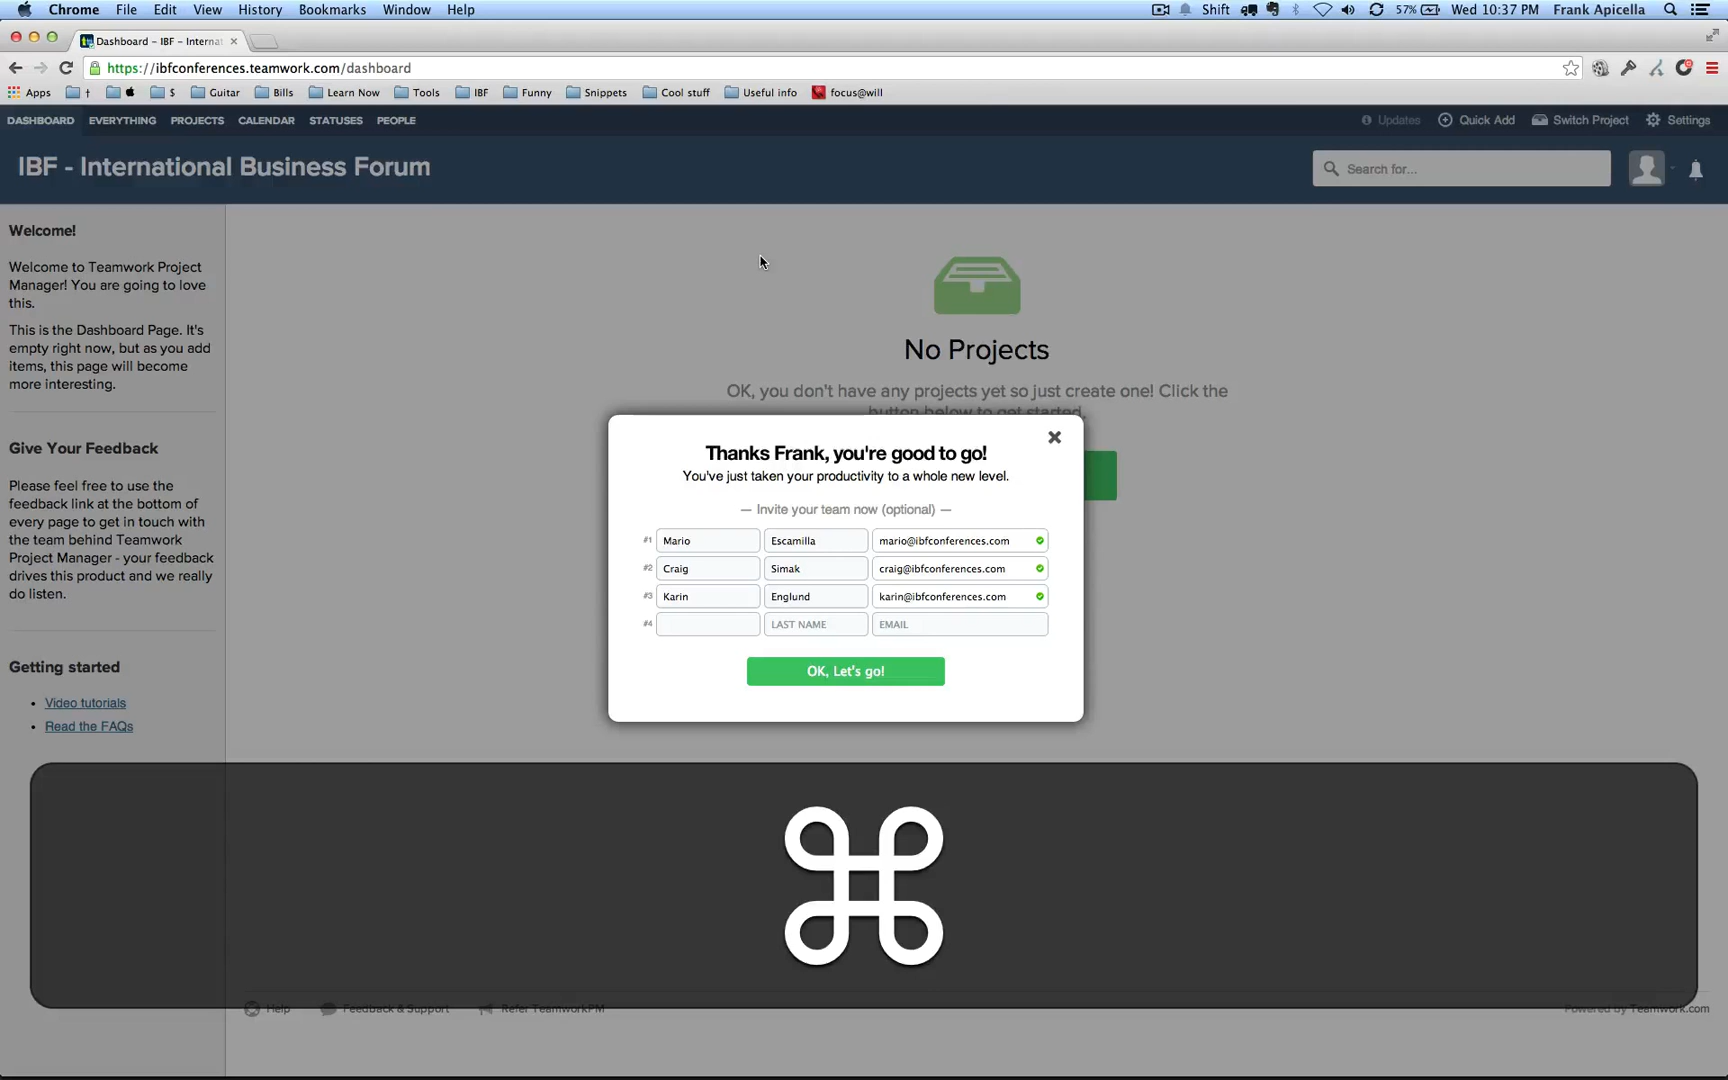 Chrome File Edit View History Bookmarks Window Help Shift 57% Wed 10:37 PM Frank Apicella
Dashboard - IBF - Interna
https://ibfconferences.teamwork.com/dashboard
Apps † $ Guitar Bills Learn Now Tools IBF Funny Snippets Cool stuff Useful info focus@will
DASHBOARD EVERYTHING PROJECTS CALENDAR STATUSES PEOPLE Updates Quick Add Switch Project Settings
IBF - International Business Forum
Search for...
Welcome!
Welcome to Teamwork Project
Manager! You are going to love
this.
This is the Dashboard Page. It's
empty right now, but as you add
items, this page will become
more interesting.
Give Your Feedback
Please feel free to use the
feedback link at the bottom of
every page to get in touch with
the team behind Teamwork
Project Manager - your feedback
drives this product and we really
do listen.
Getting started
Video tutorials
Read the FAQs
No Projects
OK, you don't have any projects yet so just create one! Click the
button below to get started.
Thanks Frank, you're good to go!
You've just taken your productivity to a whole new level.
— Invite your team now (optional) —
#1 Mario Escamilla mario@ibfconferences.com
#2 Craig Simak craig@ibfconferences.com
#3 Karin Englund karin@ibfconferences.com
#4 LAST NAME EMAIL
OK, Let's go!
⌘
Help Feedback & Support Refer TeamworkPM Powered by Teamwork.com